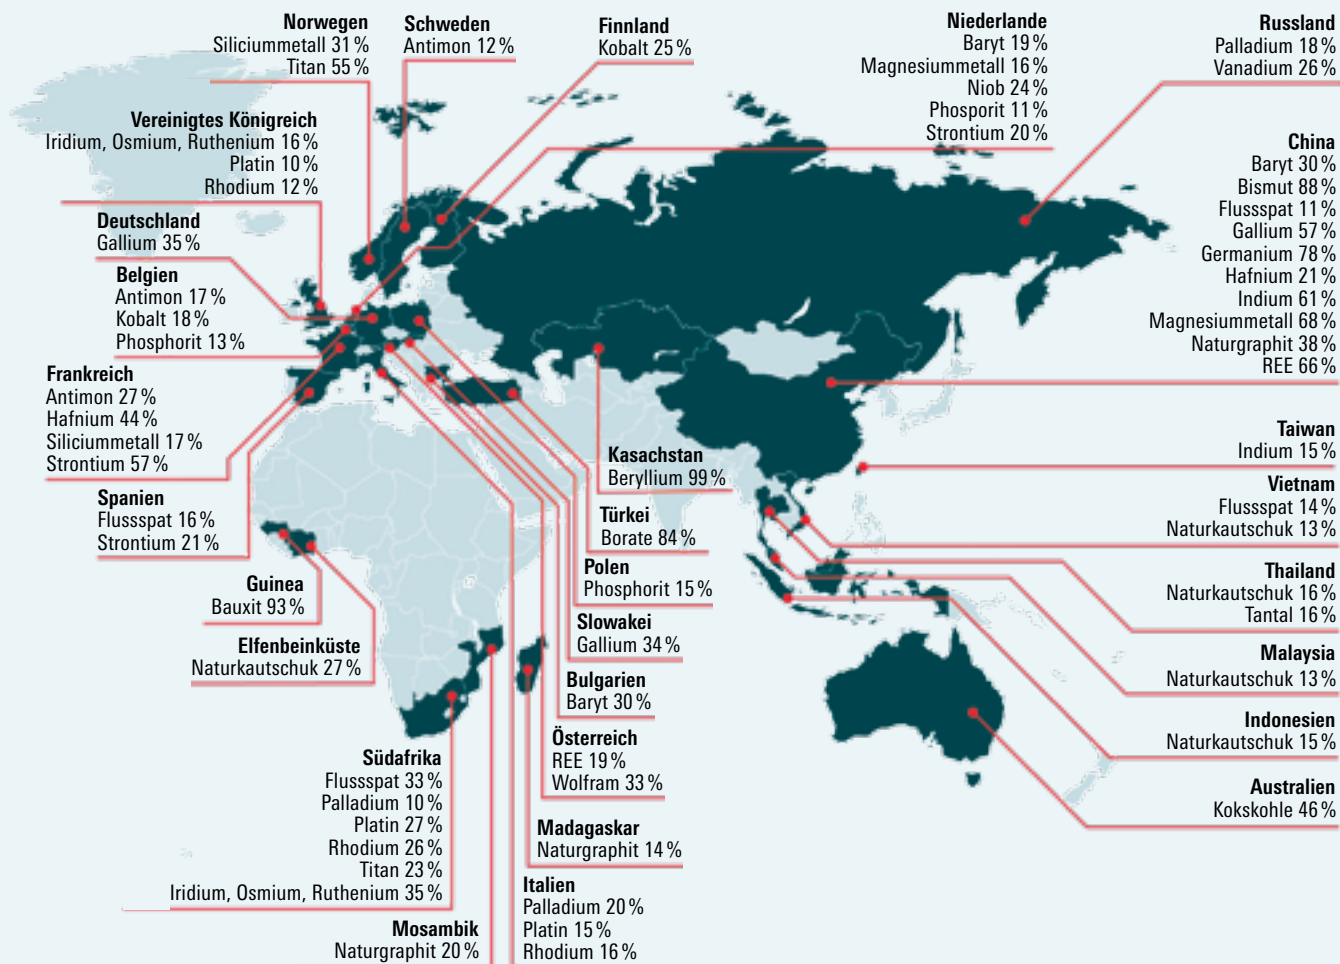 Norwegen
Siliciummetall 31 %
Titan 55 %
Schweden
Antimon 12 %
Finnland
Kobalt 25 %
Niederlande
Baryt 19 %
Magnesiummetall 16 %
Niob 24 %
Phosporit 11 %
Strontium 20 %
Russland
Palladium 18 %
Vanadium 26 %
Vereinigtes Königreich
Iridium, Osmium, Ruthenium 16 %
Platin 10 %
Rhodium 12 %
China
Baryt 30 %
Bismut 88 %
Flussspat 11 %
Gallium 57 %
Germanium 78 %
Hafnium 21 %
Indium 61 %
Magnesiummetall 68 %
Naturgraphit 38 %
REE 66 %
Deutschland
Gallium 35 %
Belgien
Antimon 17 %
Kobalt 18 %
Phosphorit 13 %
Frankreich
Antimon 27 %
Hafnium 44 %
Siliciummetall 17 %
Strontium 57 %
Spanien
Flussspat 16 %
Strontium 21 %
Kasachstan
Beryllium 99 %
Türkei
Borate 84 %
Polen
Phosphorit 15 %
Slowakei
Gallium 34 %
Bulgarien
Baryt 30 %
Österreich
REE 19 %
Wolfram 33 %
Taiwan
Indium 15 %
Vietnam
Flussspat 14 %
Naturkautschuk 13 %
Thailand
Naturkautschuk 16 %
Tantal 16 %
Malaysia
Naturkautschuk 13 %
Indonesien
Naturkautschuk 15 %
Australien
Kokskohle 46 %
Guinea
Bauxit 93 %
Elfenbeinküste
Naturkautschuk 27 %
Südafrika
Flussspat 33 %
Palladium 10 %
Platin 27 %
Rhodium 26 %
Titan 23 %
Iridium, Osmium, Ruthenium 35 %
Madagaskar
Naturgraphit 14 %
Mosambik
Naturgraphit 20 %
Italien
Palladium 20 %
Platin 15 %
Rhodium 16 %